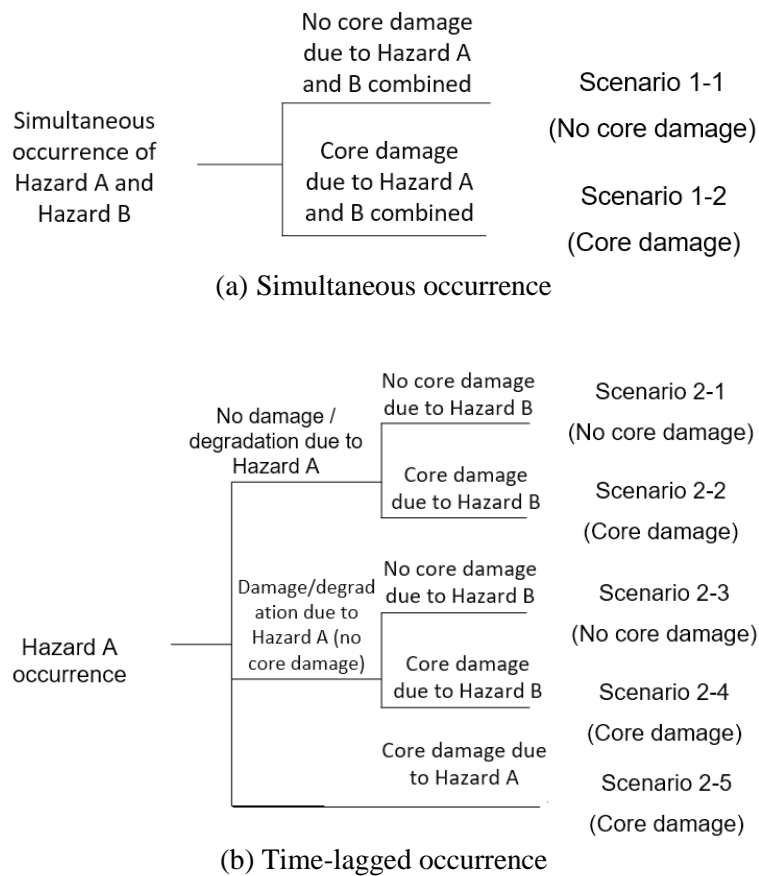 Simultaneous
occurrence of
Hazard A and
Hazard B
No core damage
due to Hazard A
and B combined
Scenario 1-1
(No core damage)
Core damage
due to Hazard A
and B combined
Scenario 1-2
(Core damage)
(a) Simultaneous occurrence
Hazard A
occurrence
No damage /
degradation due to
Hazard A
No core damage
due to Hazard B
Scenario 2-1
(No core damage)
Core damage
due to Hazard B
Scenario 2-2
(Core damage)
Damage/degrad
ation due to
Hazard A (no
core damage)
No core damage
due to Hazard B
Scenario 2-3
(No core damage)
Core damage
due to Hazard B
Scenario 2-4
(Core damage)
Core damage due
to Hazard A
Scenario 2-5
(Core damage)
(b) Time-lagged occurrence